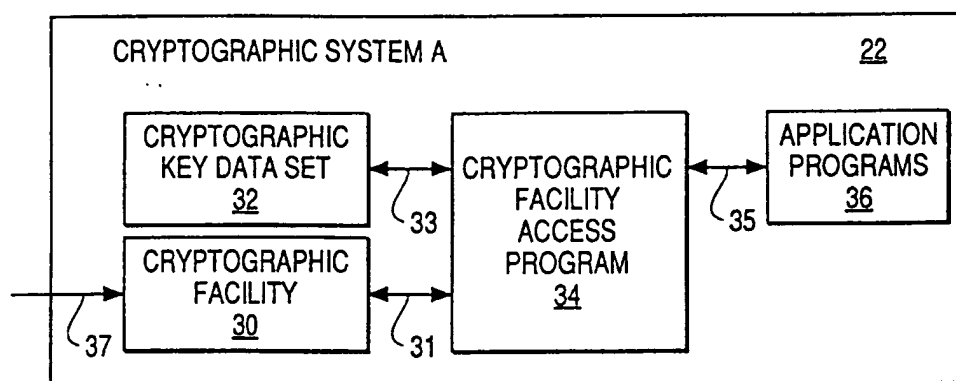 CRYPTOGRAPHIC SYSTEM A
22
CRYPTOGRAPHIC
KEY DATA SET
32
33
CRYPTOGRAPHIC
FACILITY
30
31
37
CRYPTOGRAPHIC
FACILITY
ACCESS
PROGRAM
34
35
APPLICATION
PROGRAMS
36